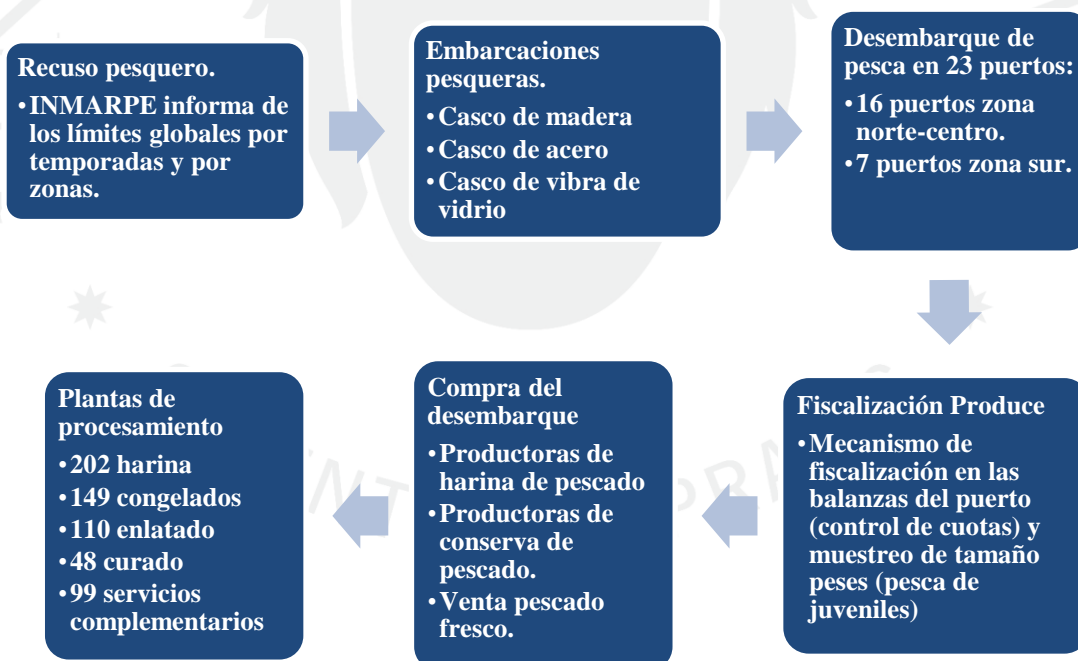 Recuso pesquero.
•INMARPE informa de
los límites globales por
temporadas y por
zonas.
Embarcaciones
pesqueras.
•Casco de madera
•Casco de acero
•Casco de vibra de
vidrio
Desembarque de
pesca en 23 puertos:
•16 puertos zona
norte-centro.
•7 puertos zona sur.
Fiscalización Produce
•Mecanismo de
fiscalización en las
balanzas del puerto
(control de cuotas) y
muestreo de tamaño
peses (pesca de
juveniles)
Compra del
desembarque
•Productoras de
harina de pescado
•Productoras de
conserva de
pescado.
•Venta pescado
fresco.
Plantas de
procesamiento
•202 harina
•149 congelados
•110 enlatado
•48 curado
•99 servicios
complementarios